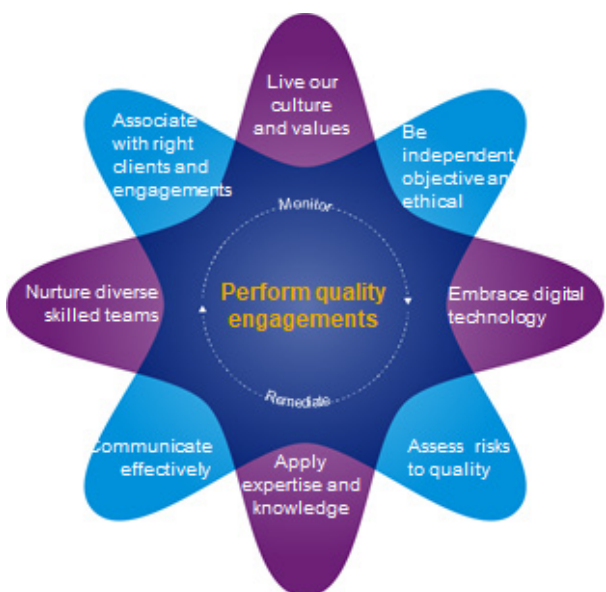 Live our
culture
and values
Be
independent,
objective an
ethical
Embrace digital
technology
Assess risks
to quality
Apply
expertise and
knowledge
Communicate
effectively
Nurture diverse
skilled teams
Associate
with right
clients and
engagements
Monitor
Perform quality
engagements
Remediate